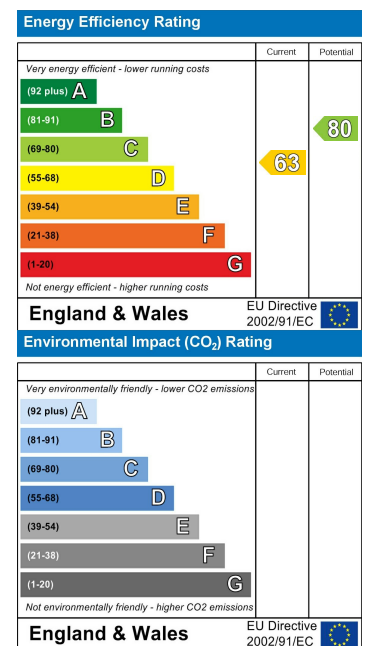 Energy Efficiency Rating
Current Potential
Very energy efficient - lower running costs
(92 plus) A
(81-91) B
(69-80) C
(55-68) D
(39-54) E
(21-38) F
(1-20) G
63
80
Not energy efficient - higher running costs
England & Wales
EU Directive
2002/91/EC
Environmental Impact (CO₂) Rating
Current Potential
Very environmentally friendly - lower CO2 emissions
(92 plus) A
(81-91) B
(69-80) C
(55-68) D
(39-54) E
(21-38) F
(1-20) G
Not environmentally friendly - higher CO2 emissions
England & Wales
EU Directive
2002/91/EC